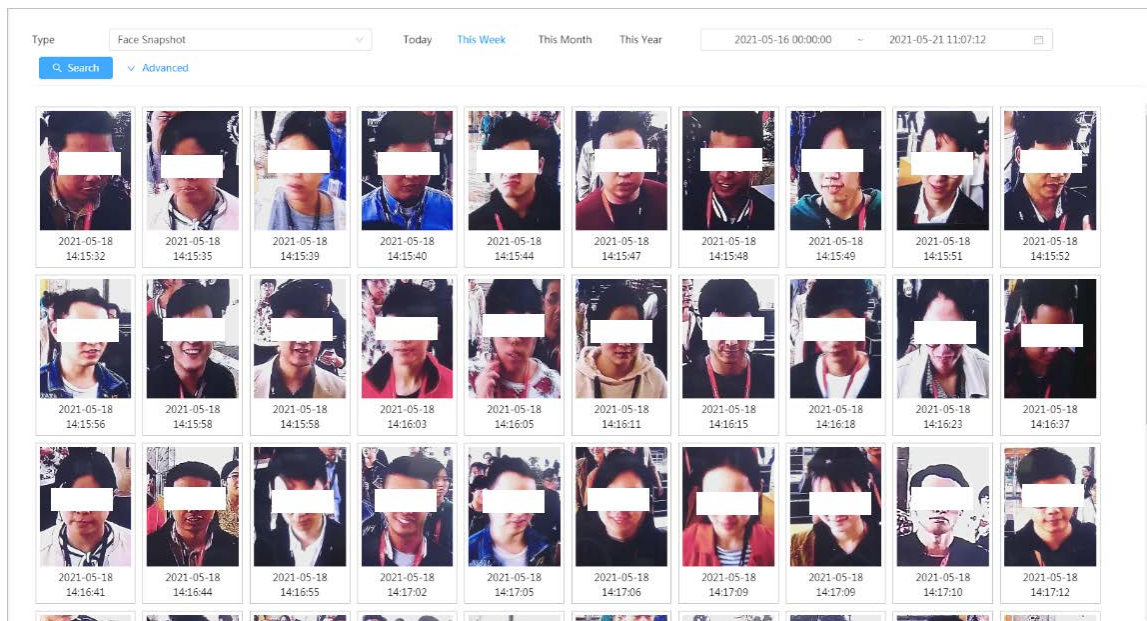 Type Face Snapshot Today This Week This Month This Year 2021-05-16 00:00:00 ~ 2021-05-21 11:07:12
Search Advanced
2021-05-18 2021-05-18 2021-05-18 2021-05-18 2021-05-18 2021-05-18 2021-05-18 2021-05-18 2021-05-18 2021-05-18
14:15:32 14:15:35 14:15:39 14:15:40 14:15:44 14:15:47 14:15:48 14:15:49 14:15:51 14:15:52
2021-05-18 2021-05-18 2021-05-18 2021-05-18 2021-05-18 2021-05-18 2021-05-18 2021-05-18 2021-05-18 2021-05-18
14:15:56 14:15:58 14:15:58 14:16:03 14:16:05 14:16:11 14:16:15 14:16:18 14:16:23 14:16:37
2021-05-18 2021-05-18 2021-05-18 2021-05-18 2021-05-18 2021-05-18 2021-05-18 2021-05-18 2021-05-18 2021-05-18
14:16:41 14:16:44 14:16:55 14:17:02 14:17:05 14:17:06 14:17:09 14:17:09 14:17:10 14:17:12